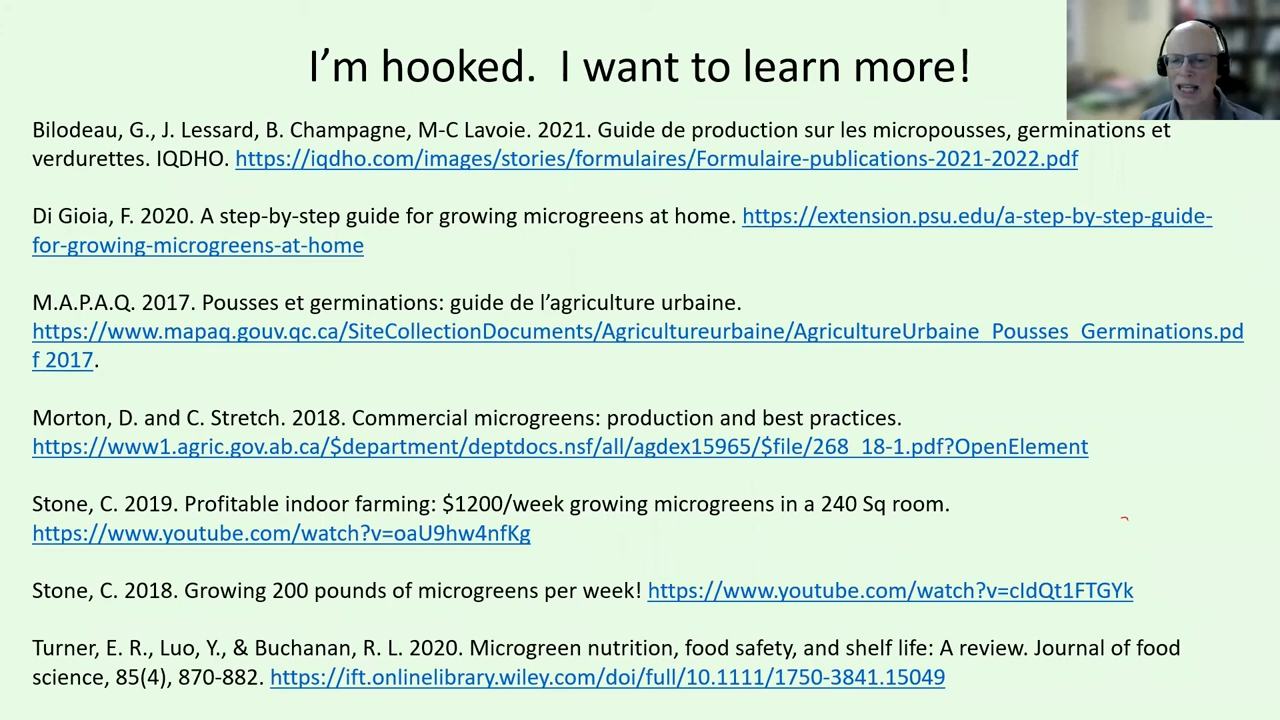 I'm hooked.  I want to learn more!
Bilodeau, G., J. Lessard, B. Champagne, M-C Lavoie. 2021. Guide de production sur les micropousses, germinations et
verdurettes. IQDHO. https://iqdho.com/images/stories/formulaires/Formulaire-publications-2021-2022.pdf
Di Gioia, F. 2020. A step-by-step guide for growing microgreens at home. https://extension.psu.edu/a-step-by-step-guide-
for-growing-microgreens-at-home
M.A.P.A.Q. 2017. Pousses et germinations: guide de l'agriculture urbaine.
https://www.mapaq.gouv.qc.ca/SiteCollectionDocuments/Agricultureurbaine/AgricultureUrbaine_Pousses_Germinations.pd
f 2017.
Morton, D. and C. Stretch. 2018. Commercial microgreens: production and best practices.
https://www1.agric.gov.ab.ca/$department/deptdocs.nsf/all/agdex15965/$file/268_18-1.pdf?OpenElement
Stone, C. 2019. Profitable indoor farming: $1200/week growing microgreens in a 240 Sq room.
https://www.youtube.com/watch?v=oaU9hw4nfKg
Stone, C. 2018. Growing 200 pounds of microgreens per week! https://www.youtube.com/watch?v=cIdQt1FTGYk
Turner, E. R., Luo, Y., & Buchanan, R. L. 2020. Microgreen nutrition, food safety, and shelf life: A review. Journal of food
science, 85(4), 870-882. https://ift.onlinelibrary.wiley.com/doi/full/10.1111/1750-3841.15049